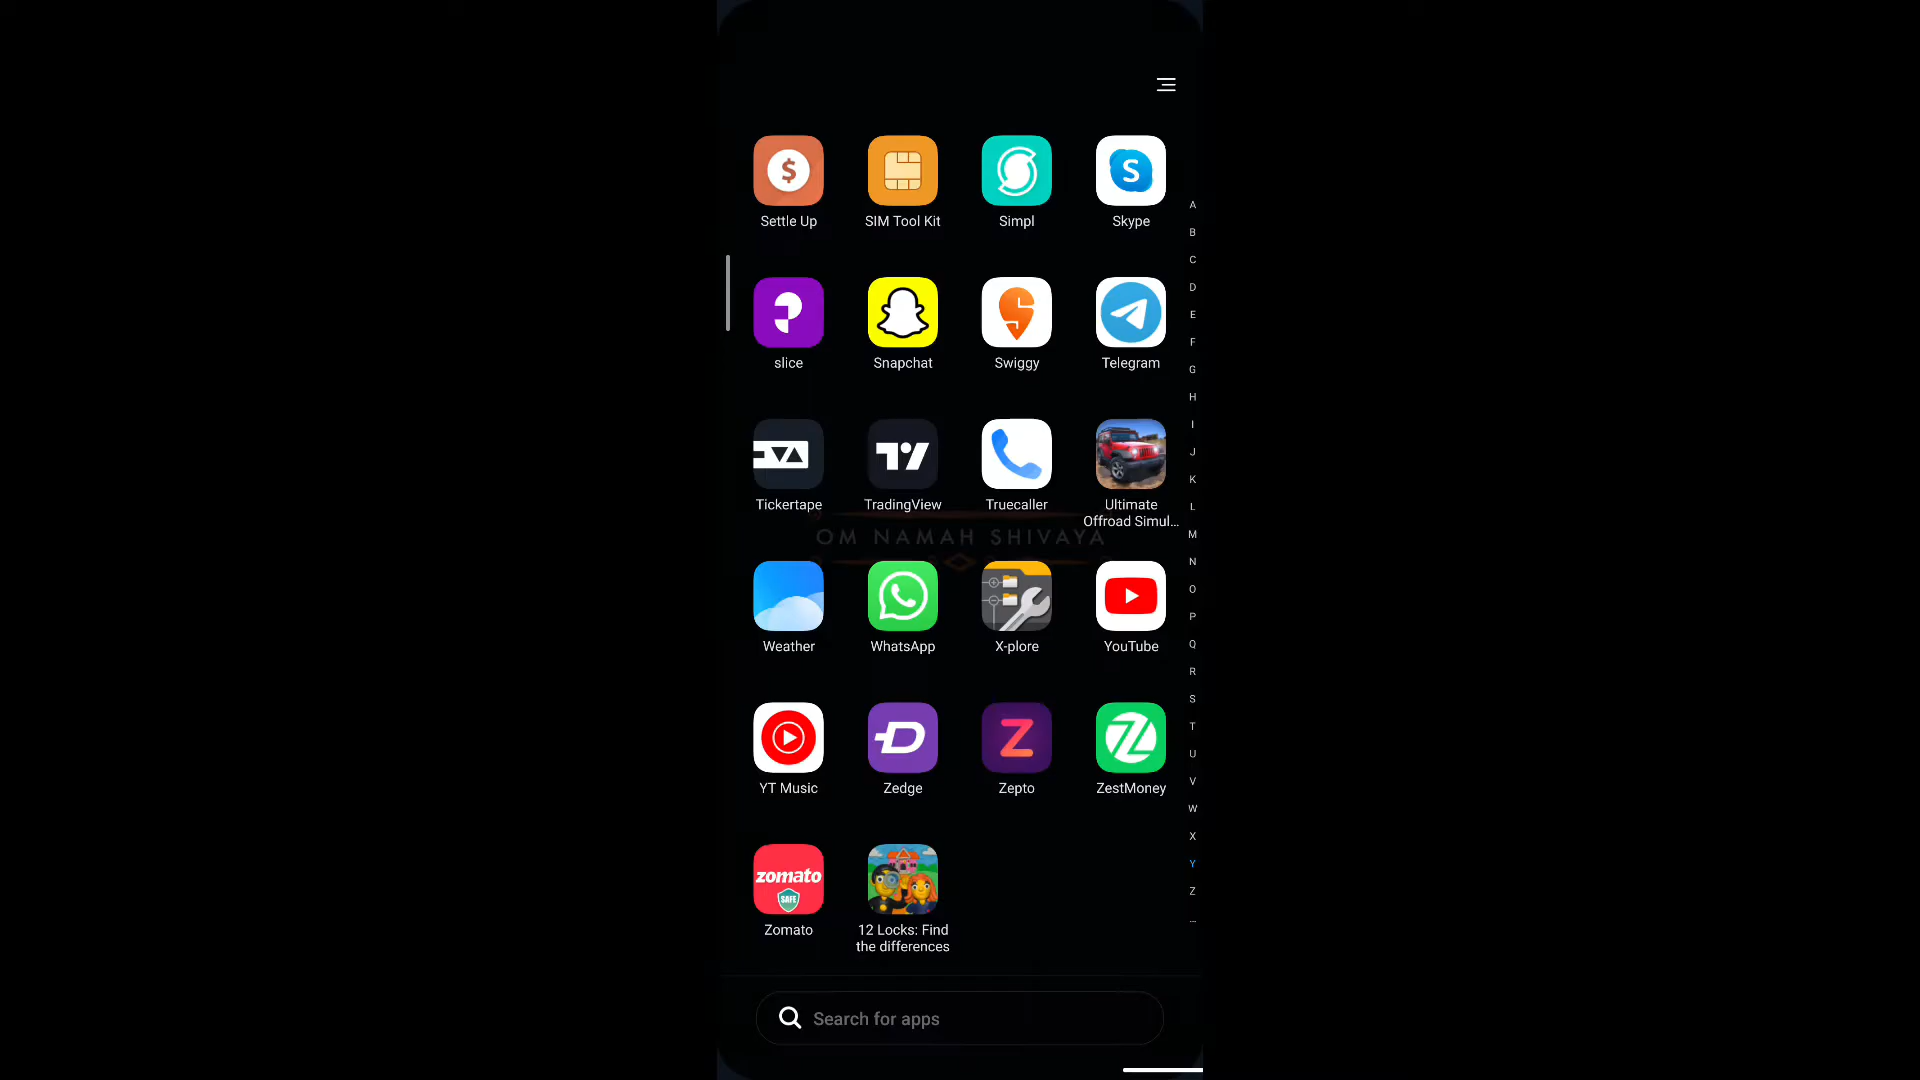 Settle Up
SIM Tool Kit
Simpl
Skype
slice
Snapchat
Swiggy
Telegram
Tickertape
TradingView
Truecaller
Ultimate
Offroad Simul...
OM NAMAH SHIVAYA
Weather
WhatsApp
X-plore
YouTube
YT Music
Zedge
Zepto
ZestMoney
zomato
SAFE
Zomato
12 Locks: Find
the differences
Search for apps
A
B
C
D
E
F
G
H
I
J
K
L
M
N
O
P
Q
R
S
T
U
V
W
X
Y
Z
...